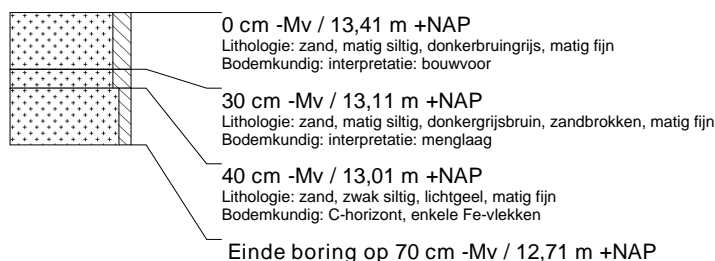 0 cm -Mv / 13,41 m +NAP
Lithologie: zand, matig siltig, donkerbruingrijs, matig fijn
Bodemkundig: interpretatie: bouwvoor
30 cm -Mv / 13,11 m +NAP
Lithologie: zand, matig siltig, donkergrijsbruin, zandbrokken, matig fijn
Bodemkundig: interpretatie: menglaag
40 cm -Mv / 13,01 m +NAP
Lithologie: zand, zwak siltig, lichtgeel, matig fijn
Bodemkundig: C-horizont, enkele Fe-vlekken
Einde boring op 70 cm -Mv / 12,71 m +NAP